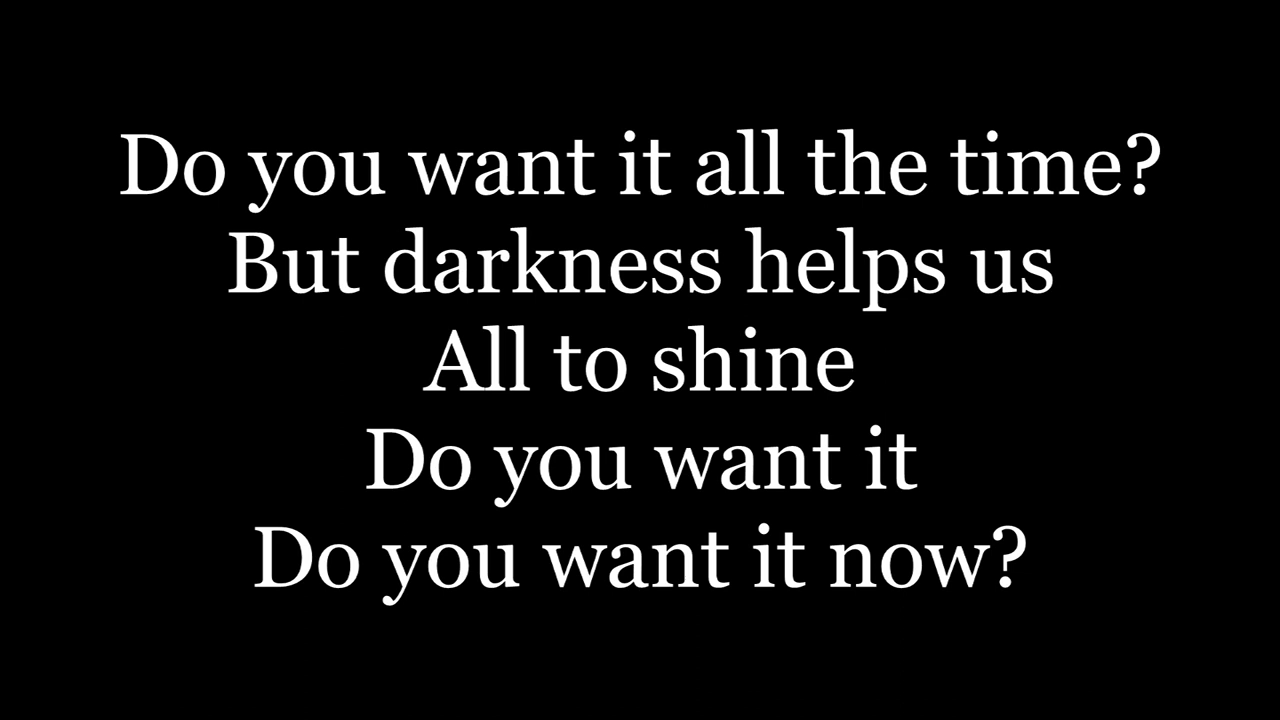 Do you want it all the time?
But darkness helps us
All to shine
Do you want it
Do you want it now?